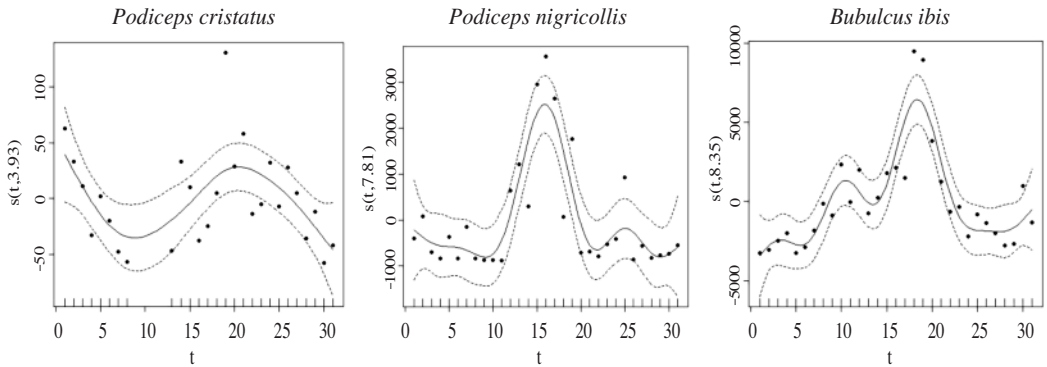 Podiceps cristatus
s(t,3.93)
100
50
0
-50
0 5 10 15 20 25 30
t
Podiceps nigricollis
s(t,7.81)
3000
2000
1000
0
-1000
0 5 10 15 20 25 30
t
Bubulcus ibis
s(t,8.35)
10000
5000
0
-5000
0 5 10 15 20 25 30
t